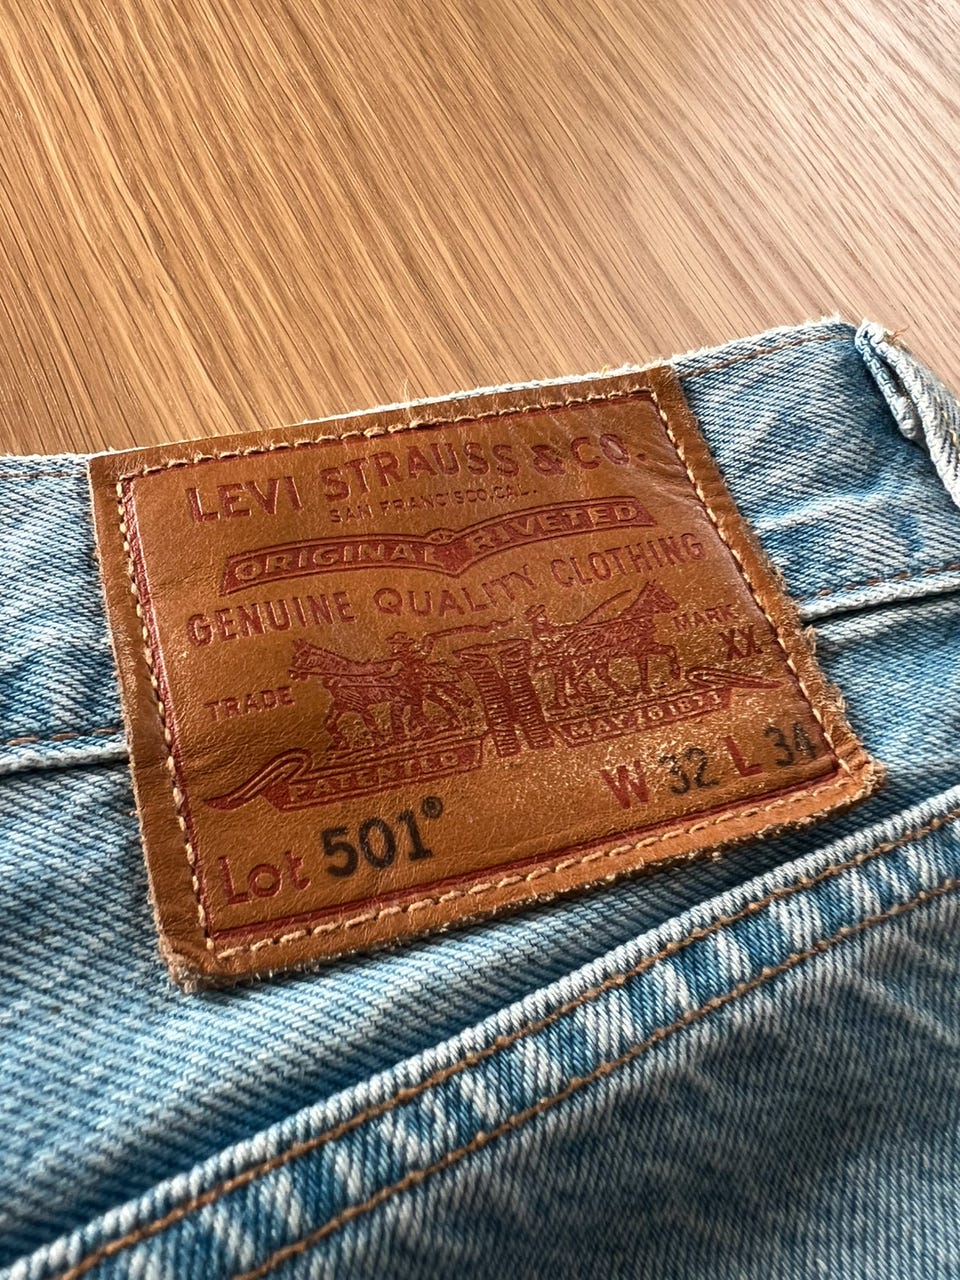 LEVI STRAUSS & CO.
SAN FRANCISCO, CAL.
ORIGINAL RIVETED
GENUINE QUALITY CLOTHING
TRADE MARK
XX
PATENTED MAY 20 1873
W 32 L 34
Lot 501®